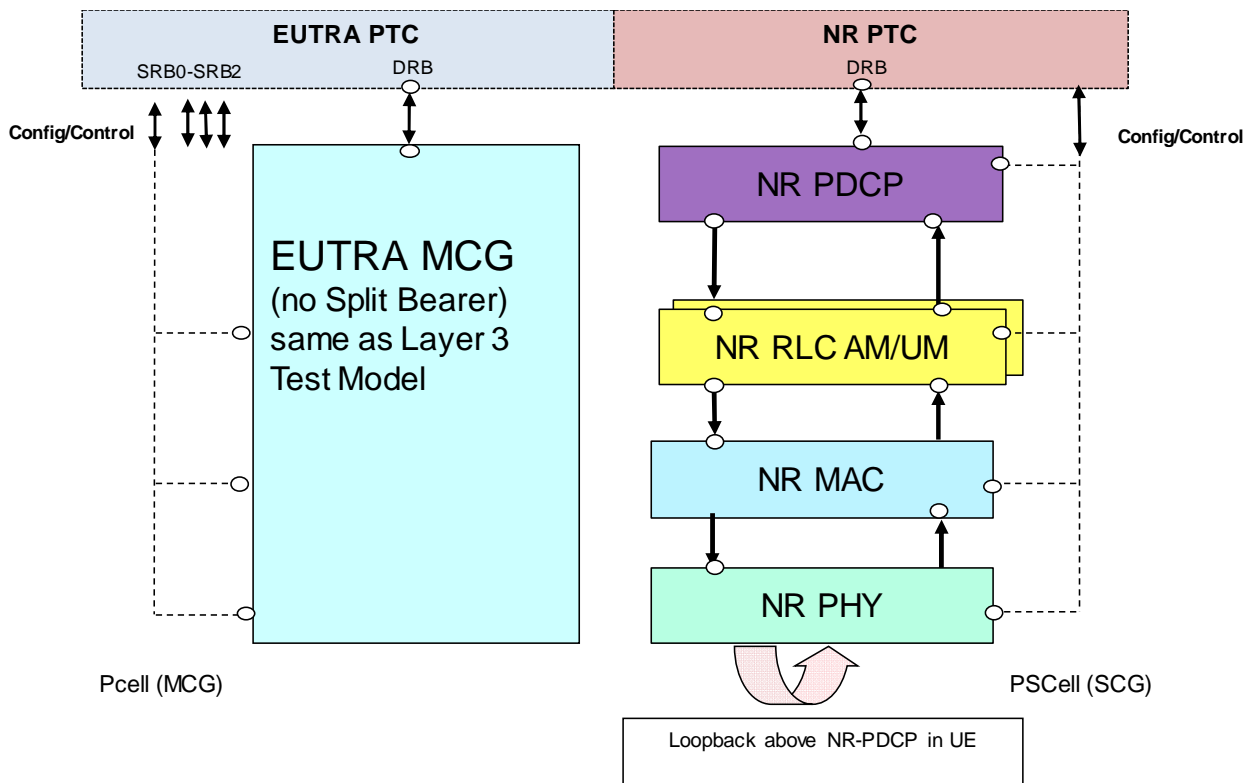 EUTRA PTC
NR PTC
SRB0-SRB2
DRB
DRB
Config/Control
Config/Control
NR PDCP
EUTRA MCG
(no Split Bearer)
same as Layer 3
Test Model
NR RLC AM/UM
NR MAC
NR PHY
Pcell (MCG)
PSCell (SCG)
Loopback above NR-PDCP in UE